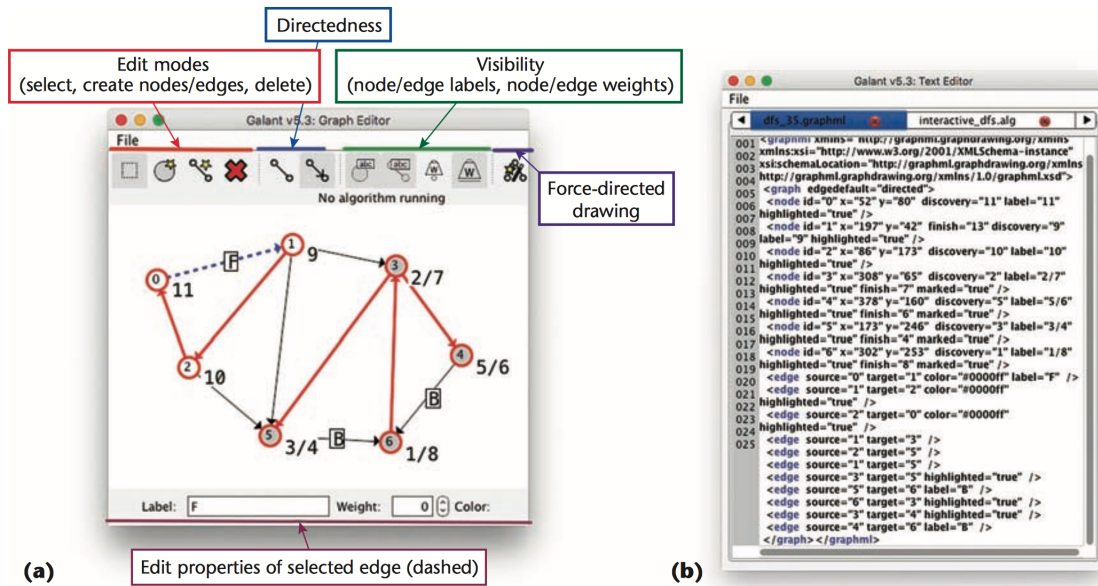 Directedness
Edit modes
(select, create nodes/edges, delete)
Visibility
(node/edge labels, node/edge weights)
Galant v5.3: Graph Editor
File
abc
abc
W
W
No algorithm running
Force-directed
drawing
0
11
F
1
9
3
2/7
2
10
4
5/6
B
5
3/4
B
6
1/8
Label:
F
Weight:
0
Color:
Edit properties of selected edge (dashed)
(a)
Galant v5.3: Text Editor
File
dfs_35.graphml
interactive_dfs.alg
001
002
003
004
005
006
007
008
009
010
011
012
013
014
015
016
017
018
019
020
021
022
023
024
025
<graphml xmlns="http://graphml.graphdrawing.org/xmlns"
xmlns:xsi="http://www.w3.org/2001/XMLSchema-instance"
xsi:schemaLocation="http://graphml.graphdrawing.org/xmlns
http://graphml.graphdrawing.org/xmlns/1.0/graphml.xsd">
<graph edgedefault="directed">
<node id="0" x="52" y="80" discovery="11" label="11"
highlighted="true" />
<node id="1" x="197" y="42" finish="13" discovery="9"
label="9" highlighted="true" />
<node id="2" x="86" y="173" discovery="10" label="10"
highlighted="true" />
<node id="3" x="308" y="65" discovery="2" label="2/7"
highlighted="true" finish="7" marked="true" />
<node id="4" x="378" y="160" discovery="5" label="5/6"
highlighted="true" finish="6" marked="true" />
<node id="5" x="173" y="246" discovery="3" label="3/4"
highlighted="true" finish="4" marked="true" />
<node id="6" x="302" y="253" discovery="1" label="1/8"
highlighted="true" finish="8" marked="true" />
<edge source="0" target="1" color="#0000ff" label="F" />
<edge source="1" target="2" color="#0000ff"
highlighted="true" />
<edge source="2" target="0" color="#0000ff"
highlighted="true" />
<edge source="1" target="3" />
<edge source="2" target="5" />
<edge source="1" target="5" />
<edge source="3" target="5" highlighted="true" />
<edge source="5" target="6" label="B" />
<edge source="6" target="3" highlighted="true" />
<edge source="3" target="4" highlighted="true" />
<edge source="4" target="6" label="B" />
</graph></graphml>
(b)